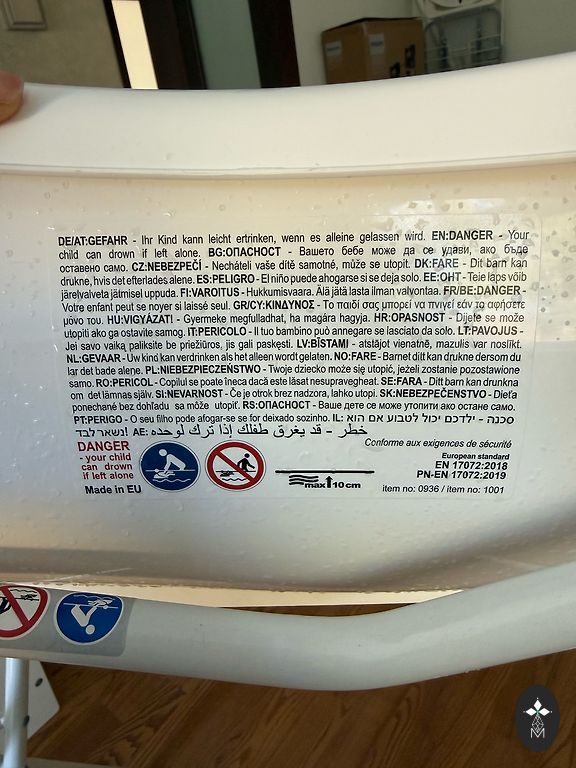 DE/AT:GEFAHR - Ihr Kind kann leicht ertrinken, wenn es alleine gelassen wird. EN:DANGER - Your
child can drown if left alone. BG:ОПАСНОСТ - Вашето бебе може да се удави, ако бъде
оставено само. CZ:NEBEZPEČÍ - Necháteli vaše dítě samotné, může se utopit. DK:FARE - Dit barn kan
drukne, hvis det efterlades alene. ES:PELIGRO - El niño puede ahogarse si se deja solo. EE:OHT - Teie laps võib
järelyalveta jätmisel uppuda. FI:VAROITUS - Hukkumisvaara. Älä jätä lasta ilman valyontaa. FR/BE:DANGER -
Votre enfant peut se noyer si laissé seul. GR/CY:ΚΙΝΔΥΝΟΣ - Το παιδί σας μπορεί να πνιγεί εάν το αφήσετε
μόνο του. HU:VIGYÁZAT! - Gyermeke megfulladhat, ha magára hagyja. HR:OPASNOST - Dijete se može
utopiti ako ga ostavite samog. IT:PERICOLO - Il tuo bambino può annegare se lasciato da solo. LT:PAVOJUS -
Jei savo vaiką paliksite be priežiūros, jis gali paskęsti. LV:BĪSTAMI - atstājot vienatnē, mazulis var noslīkt.
NL:GEVAAR - Uw kind kan verdrinken als het alleen wordt gelaten. NO:FARE - Barnet ditt kan drukne dersom du
lar det bade alene. PL:NIEBEZPIECZEŃSTWO - Twoje dziecko może się utopić, jeżeli zostanie pozostawione
samo. RO:PERICOL - Copilul se poate îneca dacă este lăsat nesupravegheat. SE:FARA - Ditt barn kan drunkna
om det lämnas själv. SI:NEVARNOST - Če je otrok brez nadzora, lahko utopi. SK:NEBEZPEČENSTVO - Dieťa
ponechané bez dohľadu sa môže utopiť. RS:ОПАСНОСТ - Ваше дете се може утопити ако остане само.
PT:PERIGO - O seu filho pode afogar-se se for deixado sozinho. IL: סכנה - ילדכם יכול לטבוע אם הוא
נשאר לבד! AE: خطر - قد يغرق طفلك إذا ترك لوحده
DANGER
- your child
can drown
if left alone
Made in EU
max 10 cm
Conforme aux exigences de sécurité
European standard
EN 17072:2018
PN-EN 17072:2019
item no: 0936 / item no: 1001
M